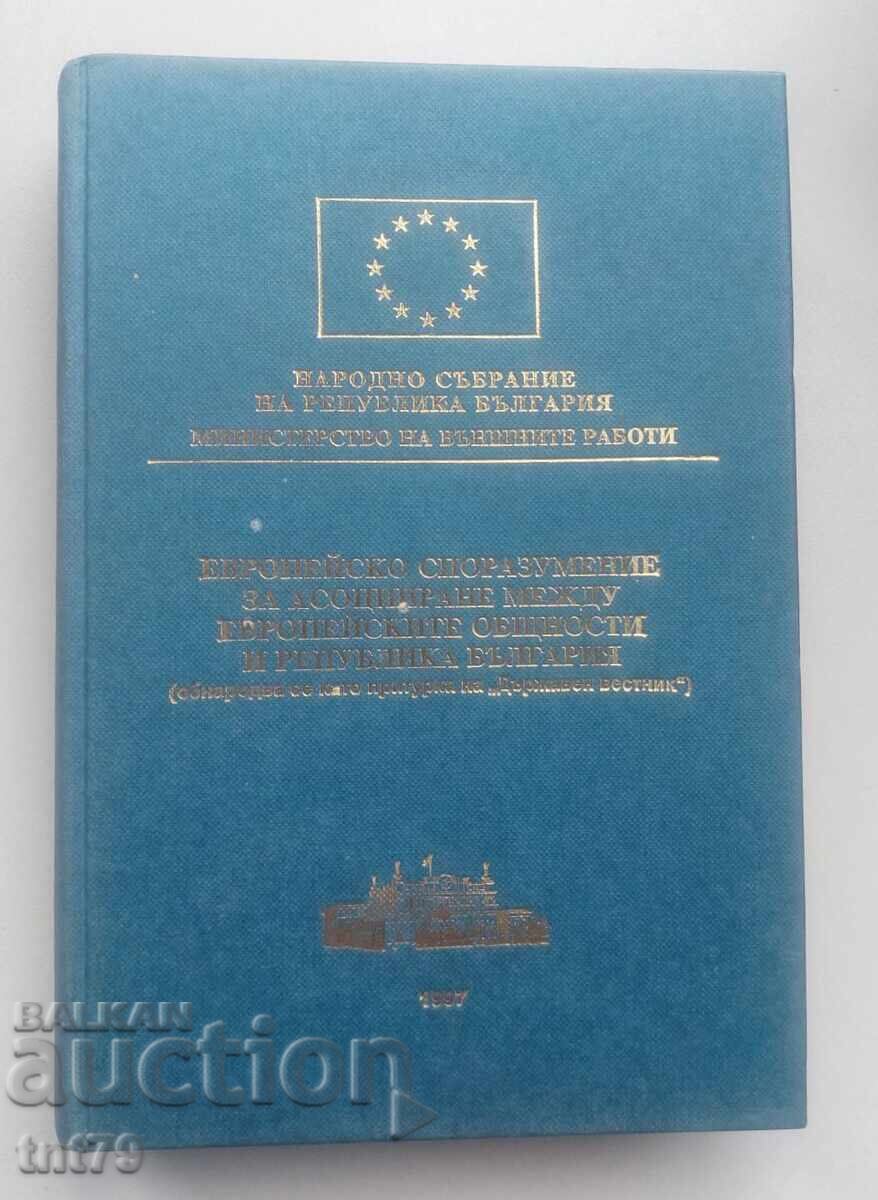 НАРОДНО СЪБРАНИЕ
НА РЕПУБЛИКА БЪЛГАРИЯ
МИНИСТЕРСТВО НА ВЪНШНИТЕ РАБОТИ
ЕВРОПЕЙСКО СПОРАЗУМЕНИЕ
ЗА АСОЦИИРАНЕ МЕЖДУ
ЕВРОПЕЙСКИТЕ ОБЩНОСТИ
И РЕПУБЛИКА БЪЛГАРИЯ
(обнародва се като притурка на „Държавен вестник“)
1997
BALKAN
auction
tnt79